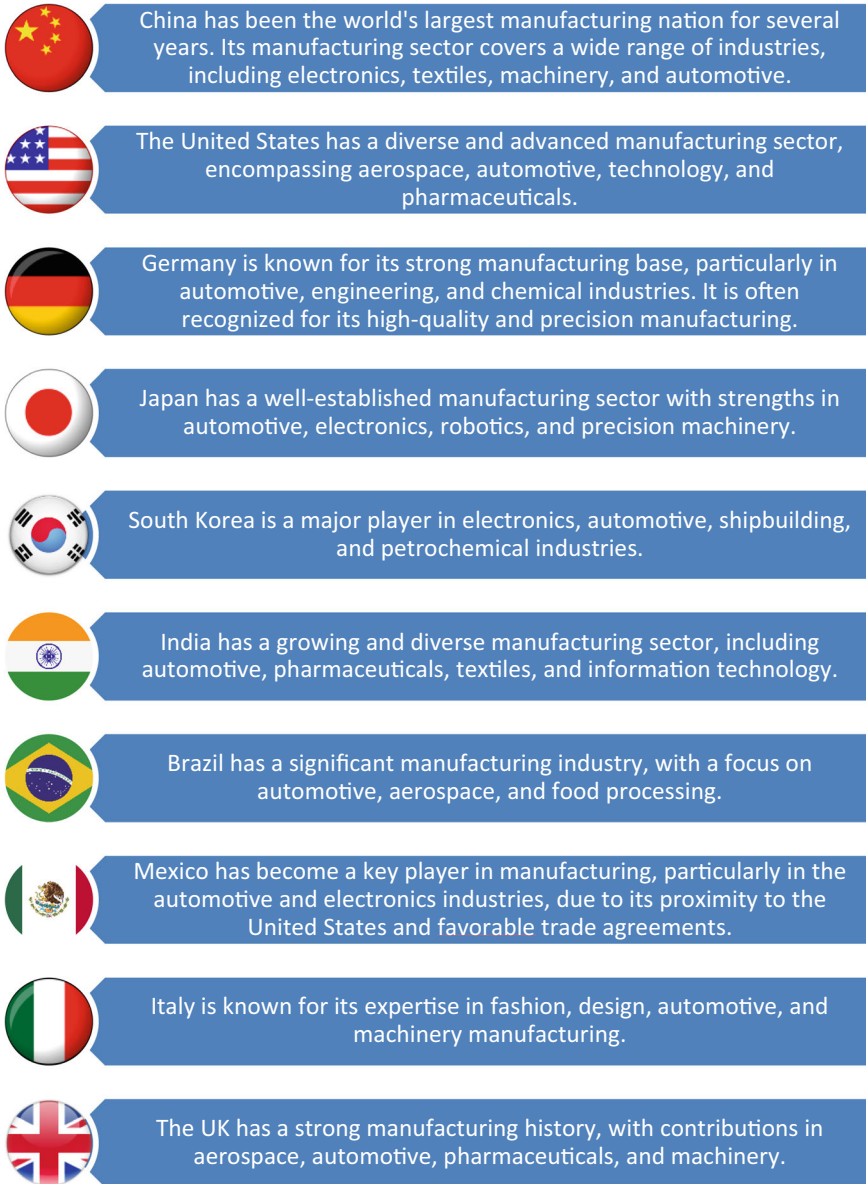 China has been the world's largest manufacturing nation for several
years. Its manufacturing sector covers a wide range of industries,
including electronics, textiles, machinery, and automotive.
The United States has a diverse and advanced manufacturing sector,
encompassing aerospace, automotive, technology, and
pharmaceuticals.
Germany is known for its strong manufacturing base, particularly in
automotive, engineering, and chemical industries. It is often
recognized for its high-quality and precision manufacturing.
Japan has a well-established manufacturing sector with strengths in
automotive, electronics, robotics, and precision machinery.
South Korea is a major player in electronics, automotive, shipbuilding,
and petrochemical industries.
India has a growing and diverse manufacturing sector, including
automotive, pharmaceuticals, textiles, and information technology.
Brazil has a significant manufacturing industry, with a focus on
automotive, aerospace, and food processing.
Mexico has become a key player in manufacturing, particularly in the
automotive and electronics industries, due to its proximity to the
United States and favorable trade agreements.
Italy is known for its expertise in fashion, design, automotive, and
machinery manufacturing.
The UK has a strong manufacturing history, with contributions in
aerospace, automotive, pharmaceuticals, and machinery.